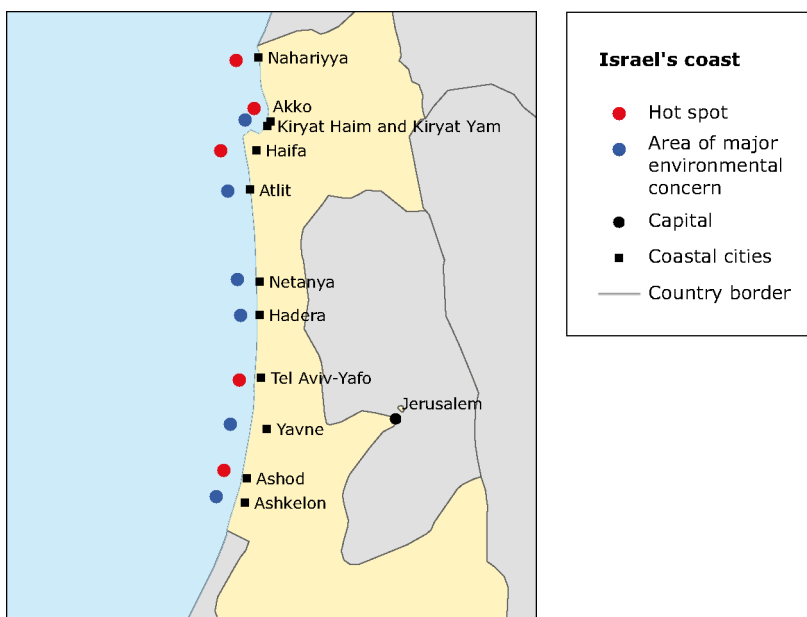 Nahariyya
Akko
Kiryat Haim and Kiryat Yam
Haifa
Atlit
Netanya
Hadera
Tel Aviv-Yafo
Jerusalem
Yavne
Ashod
Ashkelon
Israel's coast
Hot spot
Area of major
environmental
concern
Capital
Coastal cities
Country border